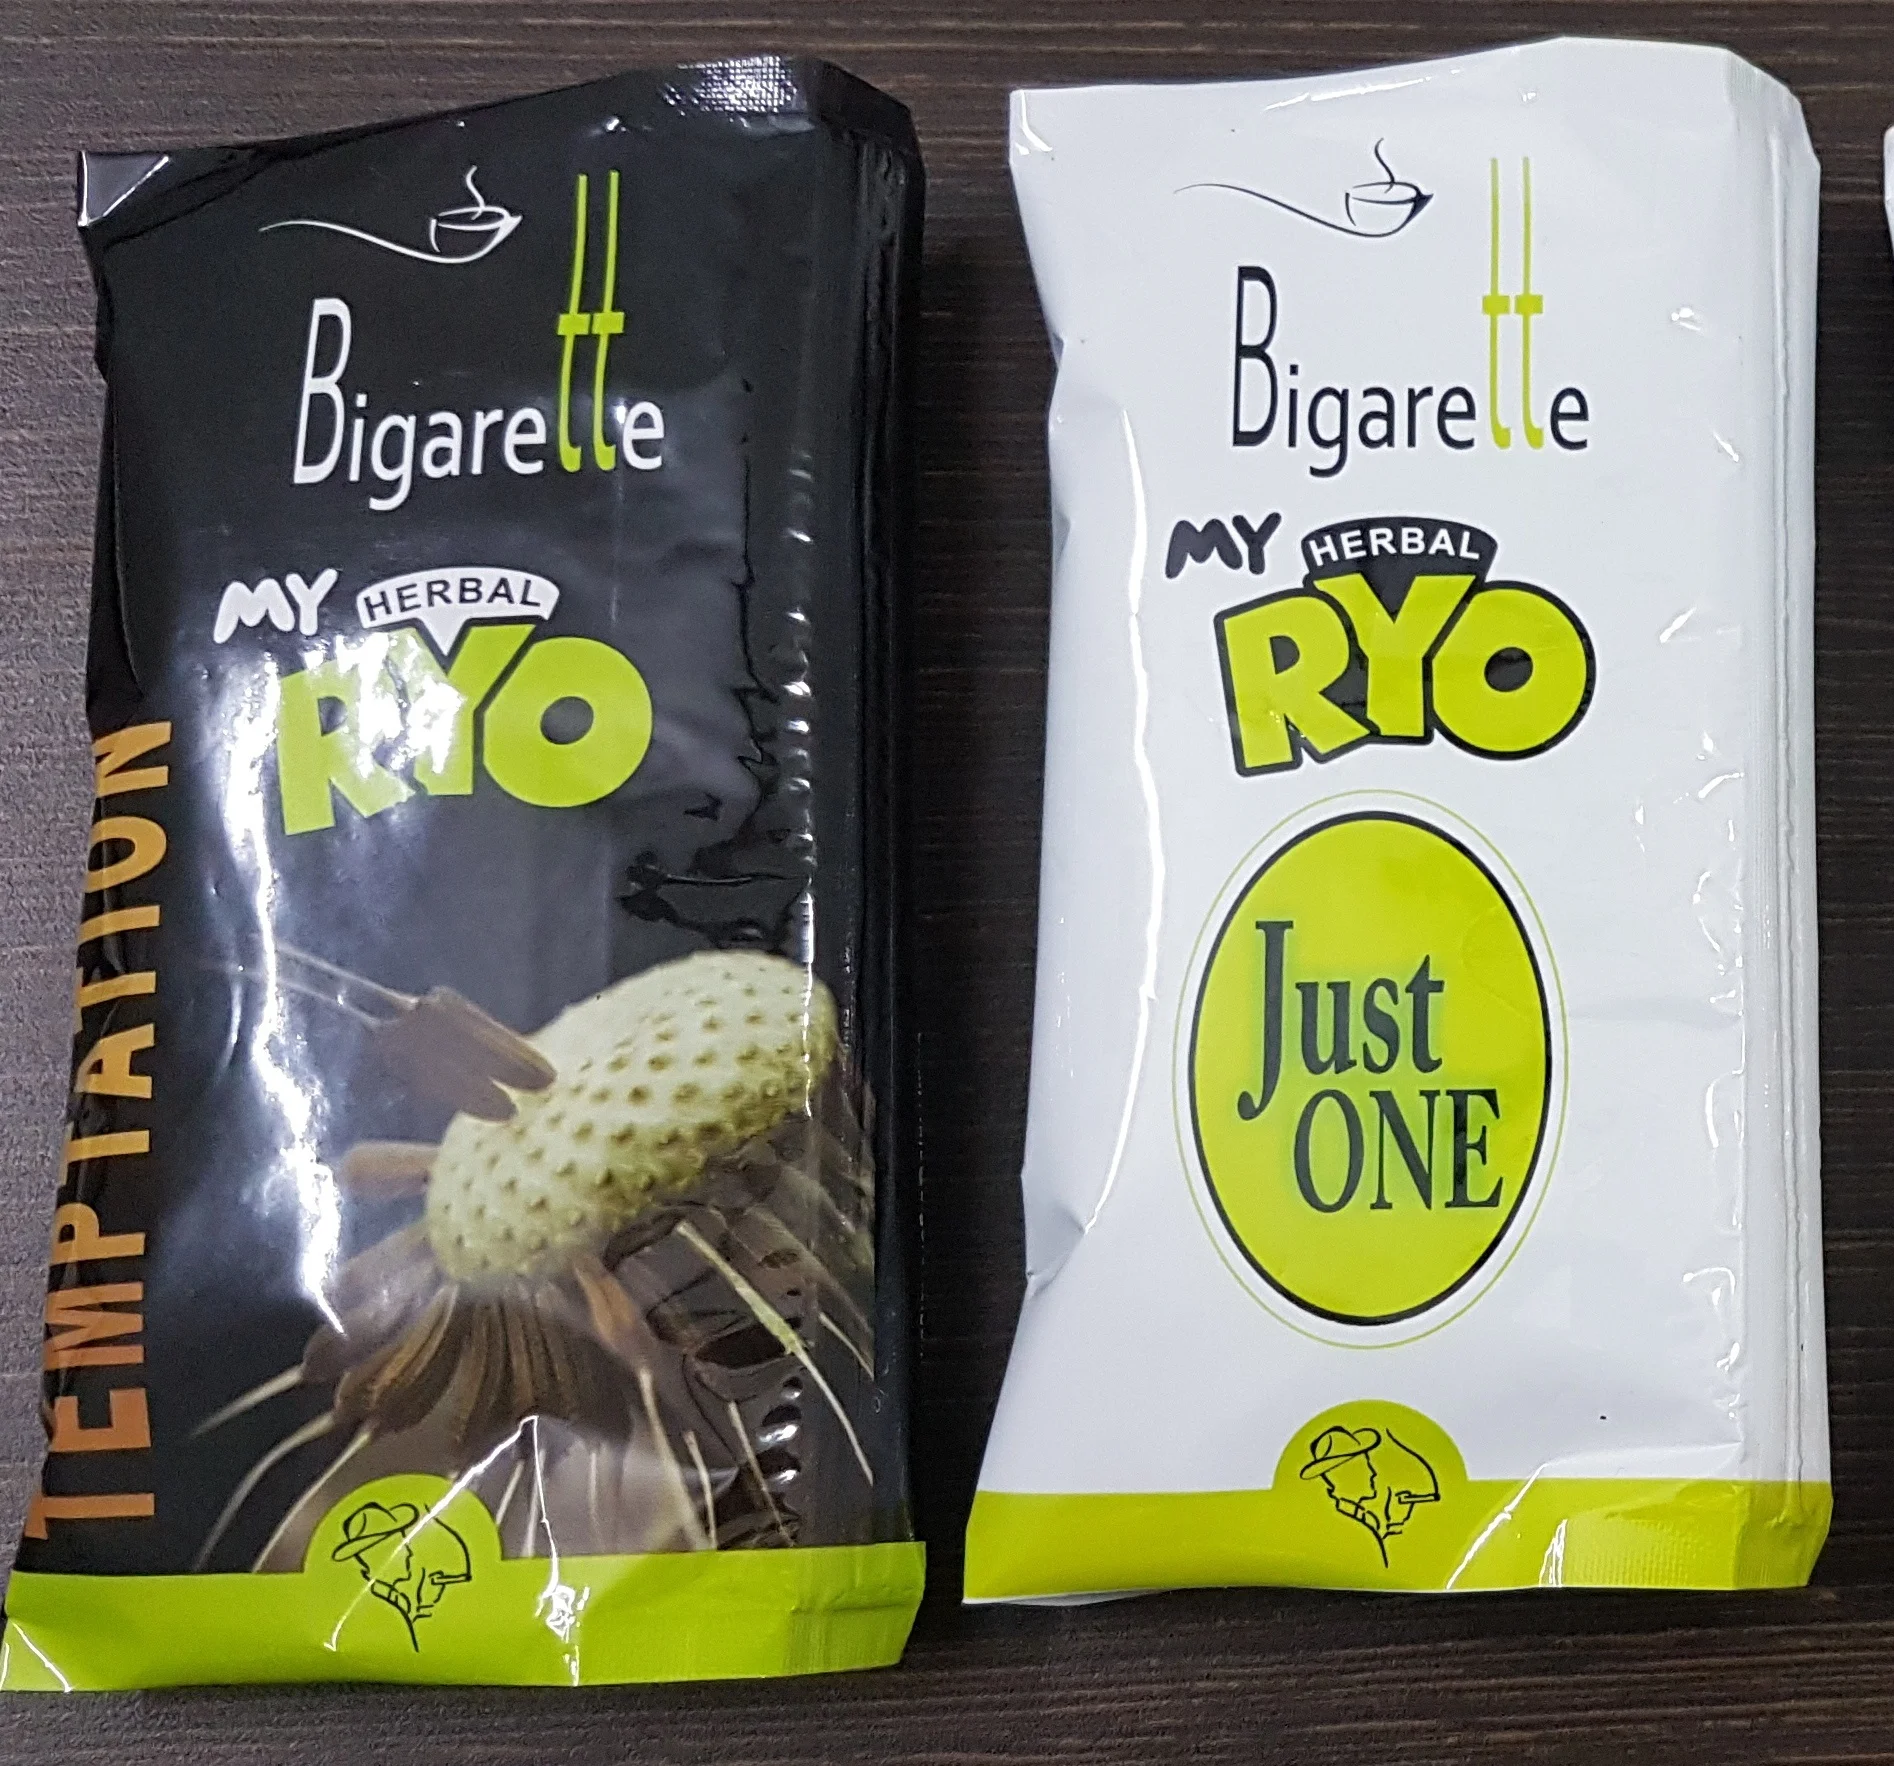 Bigarette
MY HERBAL
RYO
TEMPTATION
Bigarette
MY HERBAL
RYO
Just
ONE